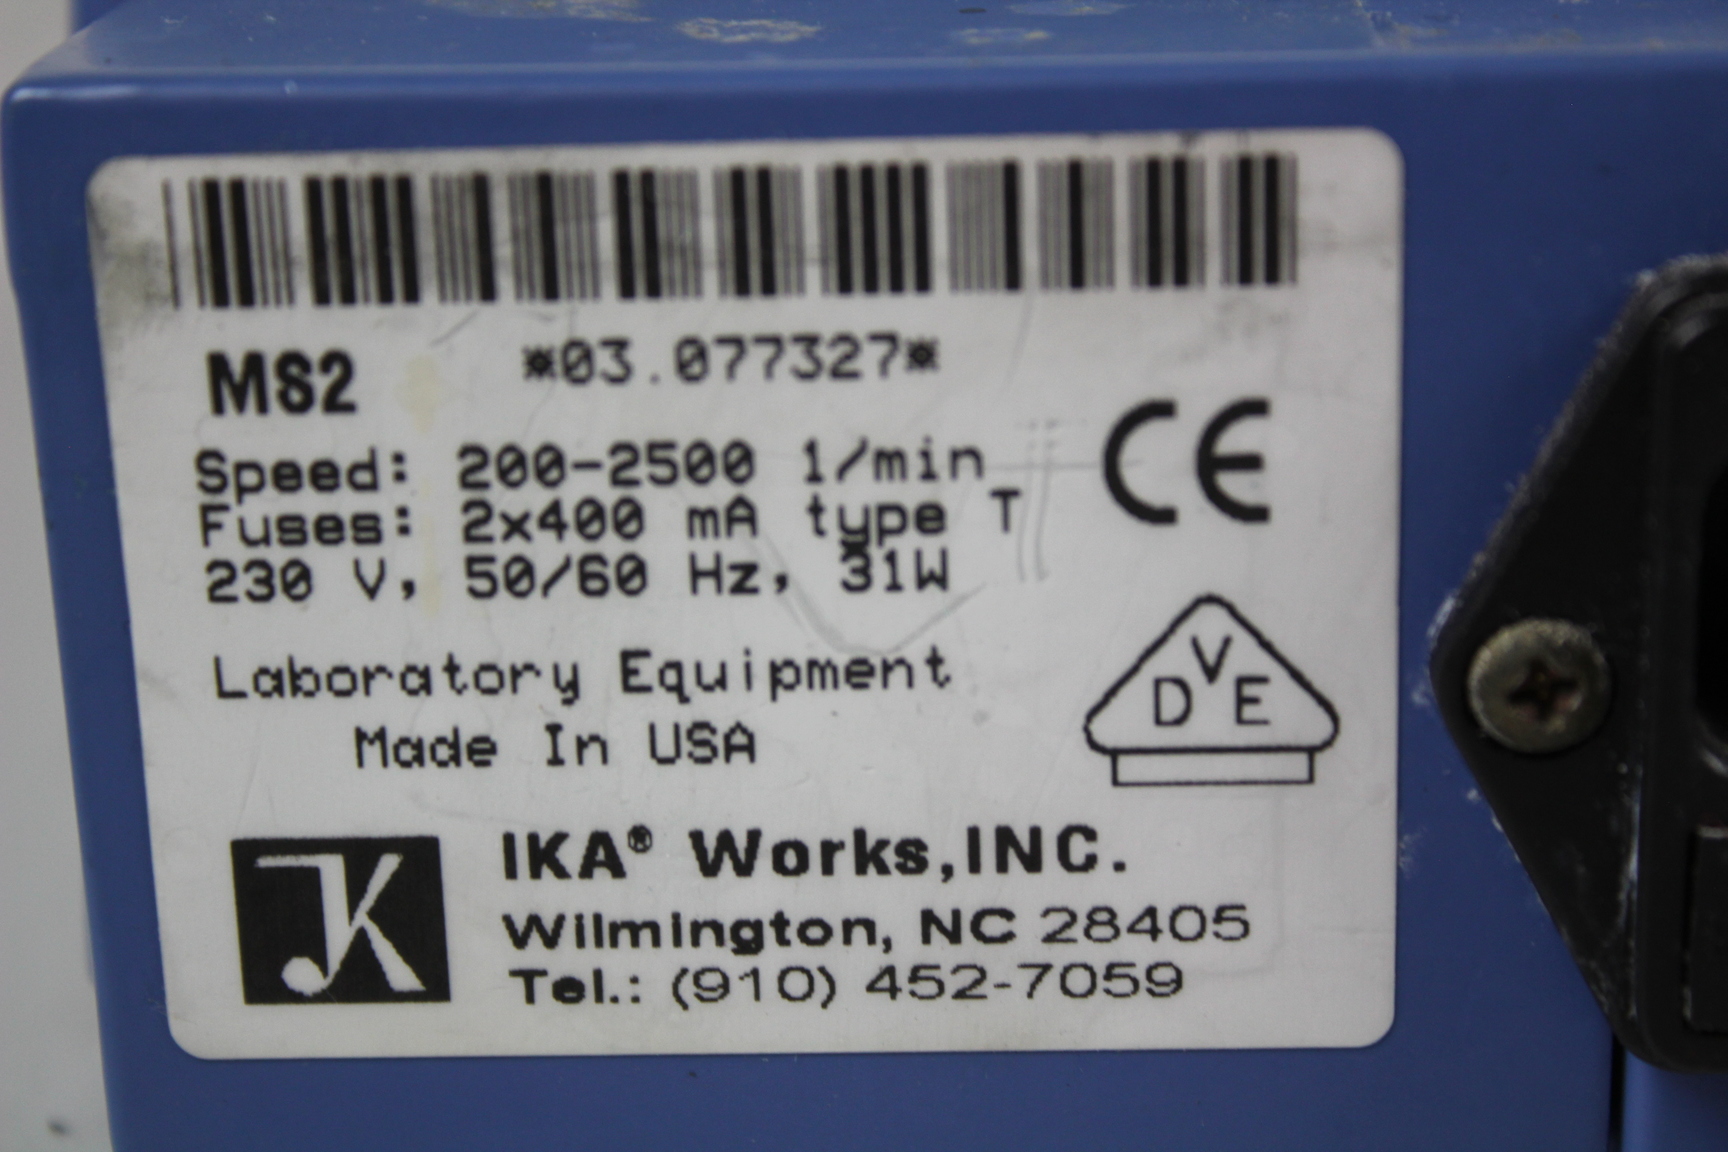 MS2 *03.077327*
Speed: 200-2500 1/min
Fuses: 2x400 mA type T
230 V, 50/60 Hz, 31W
CE
Laboratory Equipment
Made In USA
DVE
IKA® Works,INC.
Wilmington, NC 28405
Tel.: (910) 452-7059